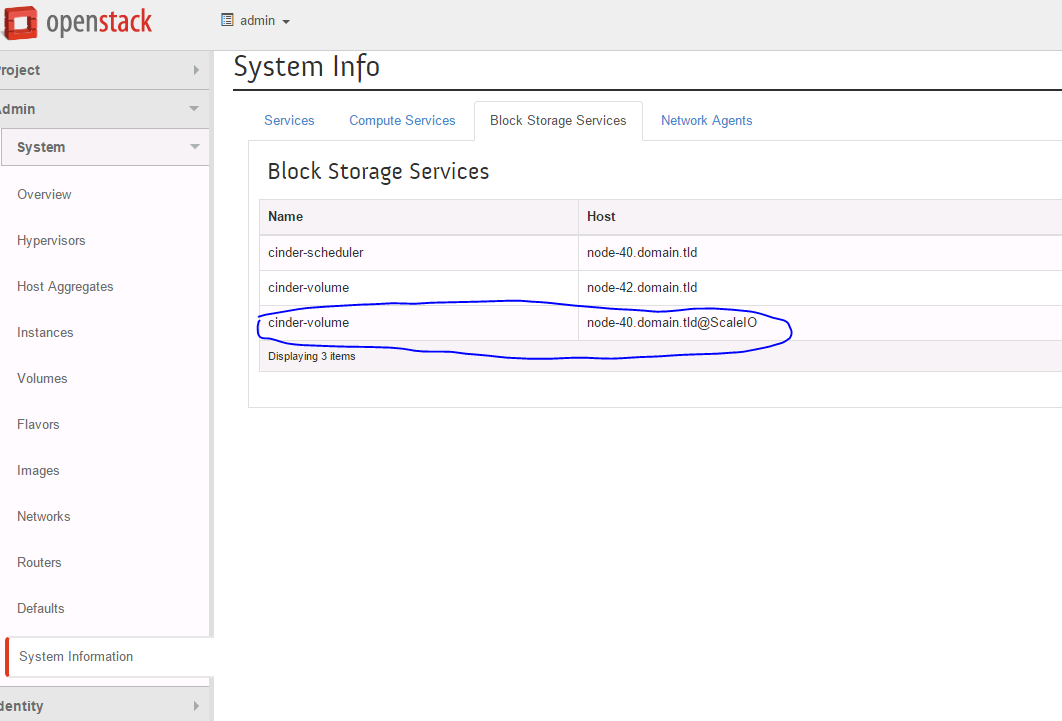 openstack
admin
roject
dmin
System
Overview
Hypervisors
Host Aggregates
Instances
Volumes
Flavors
Images
Networks
Routers
Defaults
System Information
dentity
System Info
Services Compute Services Block Storage Services Network Agents
Block Storage Services
Name Host
cinder-scheduler node-40.domain.tld
cinder-volume node-42.domain.tld
cinder-volume node-40.domain.tld@ScaleIO
Displaying 3 items